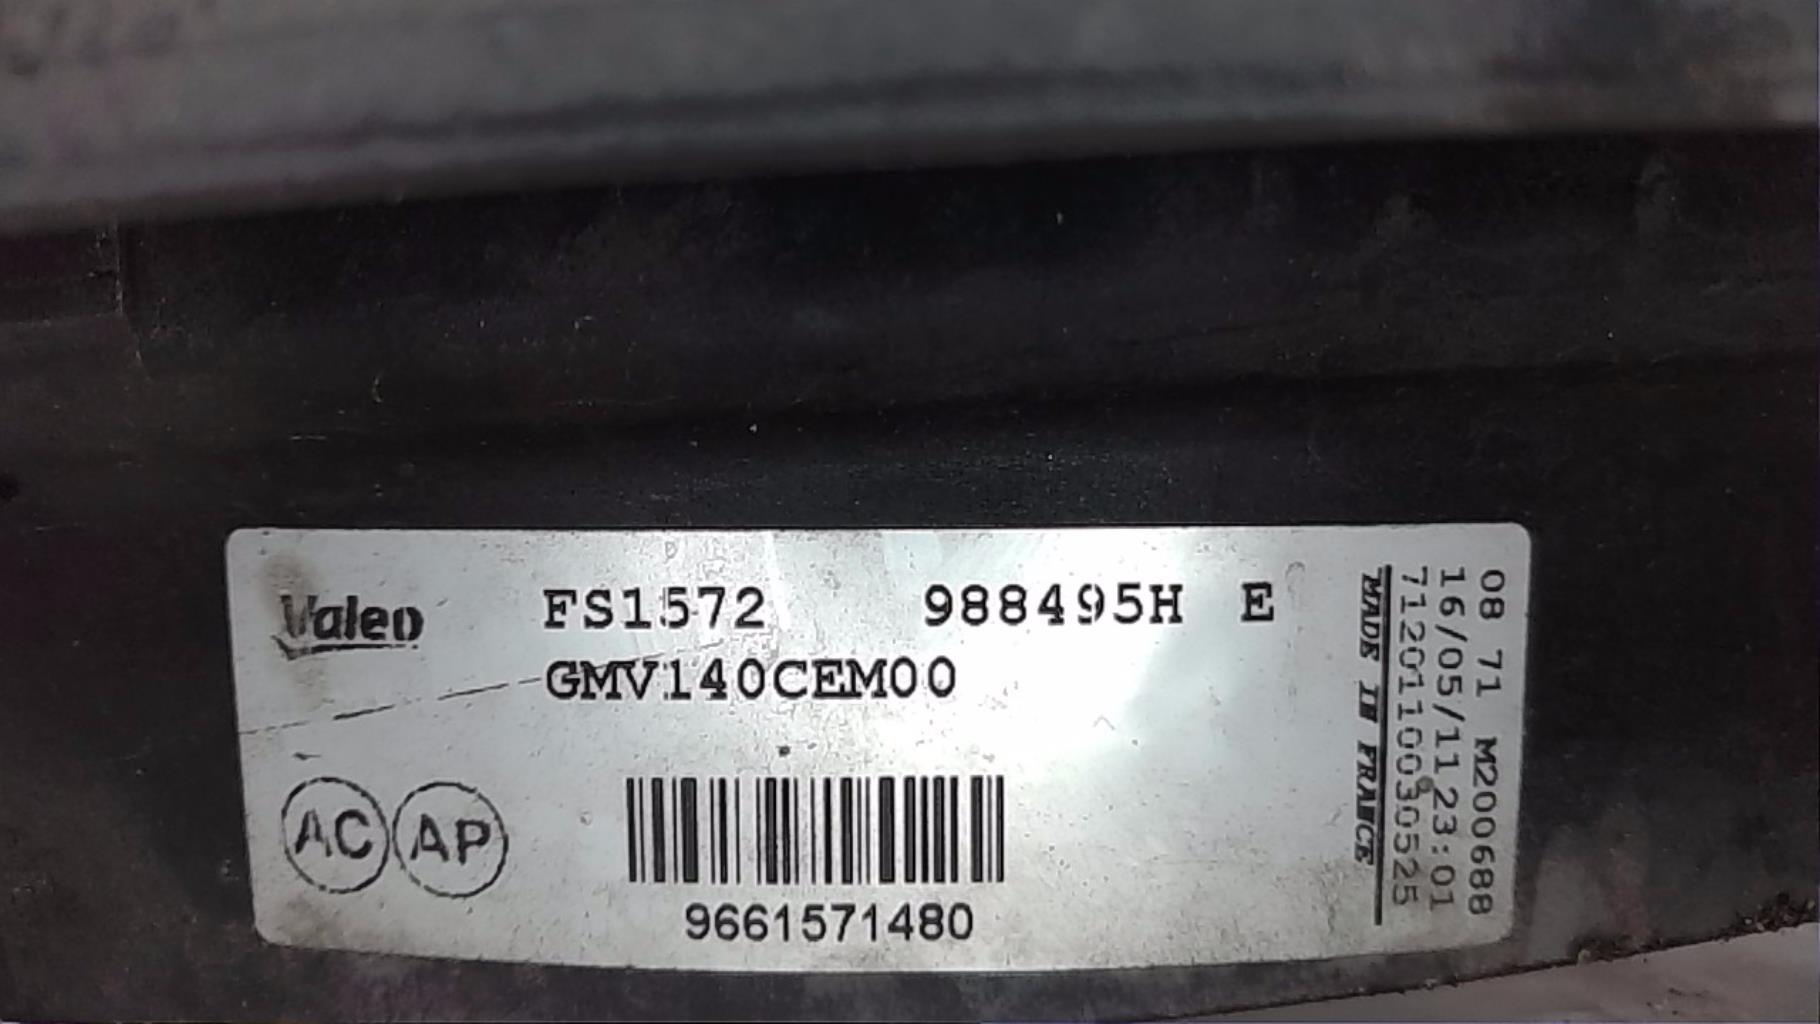 Valeo
FS1572 988495H E
GMV140CEM00
AC AP
9661571480
08 71 M200688
16/05/11 23:01
7120110030525
MADE IN FRANCE